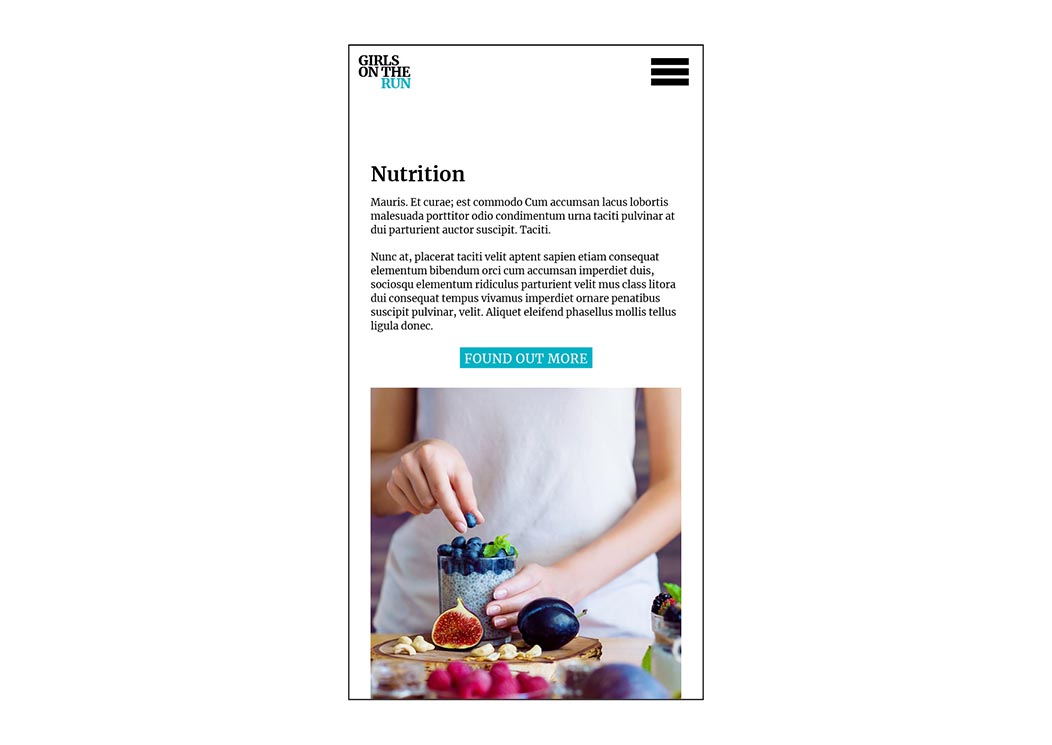 GIRLS
ON THE
RUN
Nutrition
Mauris. Et curae; est commodo Cum accumsan lacus lobortis
malesuada porttitor odio condimentum urna taciti pulvinar at
dui parturient auctor suscipit. Taciti.
Nunc at, placerat taciti velit aptent sapien etiam consequat
elementum bibendum orci cum accumsan imperdiet duis,
sociosqu elementum ridiculus parturient velit mus class litora
dui consequat tempus vivamus imperdiet ornare penatibus
suscipit pulvinar, velit. Aliquet eleifend phasellus mollis tellus
ligula donec.
FOUND OUT MORE